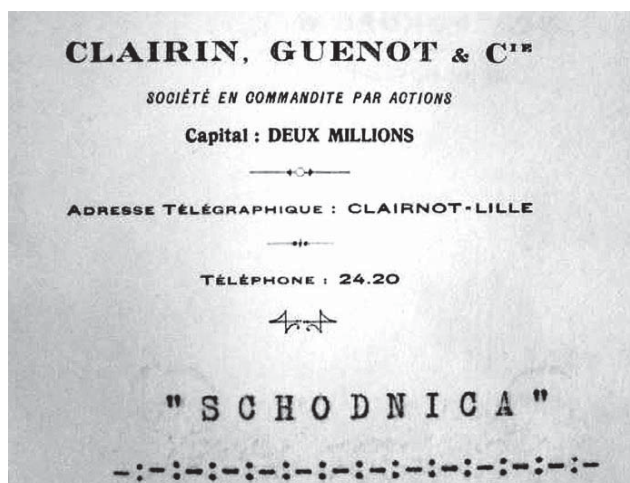 CLAIRIN, GUENOT & CIE
SOCIÉTÉ EN COMMANDITE PAR ACTIONS
Capital : DEUX MILLIONS
ADRESSE TÉLÉGRAPHIQUE : CLAIRNOT-LILLE
TÉLÉPHONE : 24.20
"SCHODNICA"
-:-:-:-:-:-:-:-:-:-:-:-